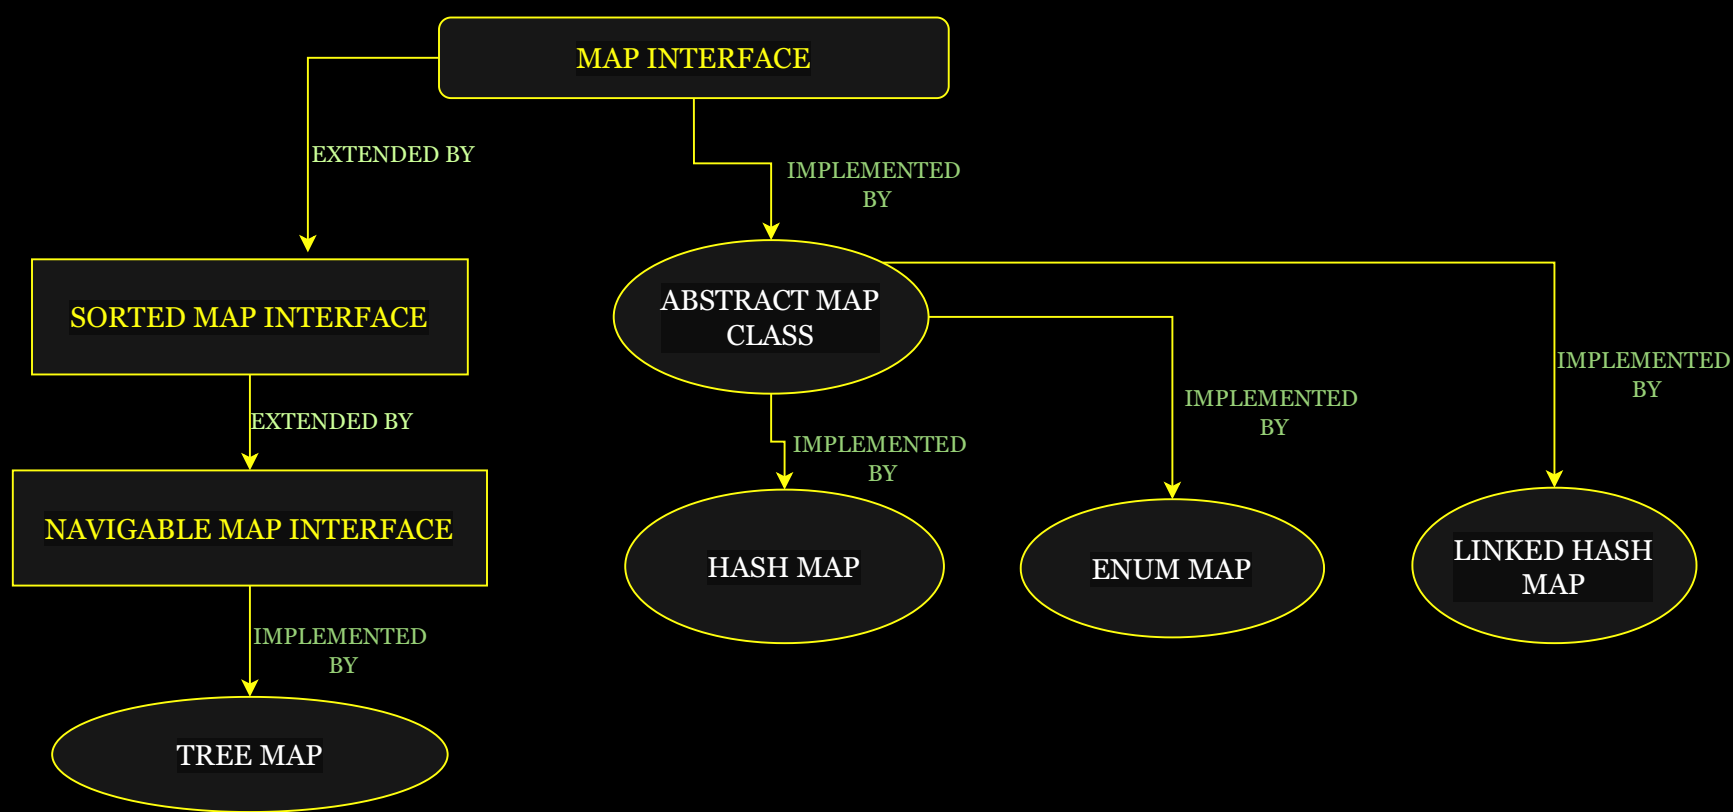 MAP INTERFACE
EXTENDED BY
IMPLEMENTED
BY
SORTED MAP INTERFACE
ABSTRACT MAP
CLASS
IMPLEMENTED
BY
IMPLEMENTED
BY
EXTENDED BY
IMPLEMENTED
BY
NAVIGABLE MAP INTERFACE
HASH MAP
ENUM MAP
LINKED HASH
MAP
IMPLEMENTED
BY
TREE MAP